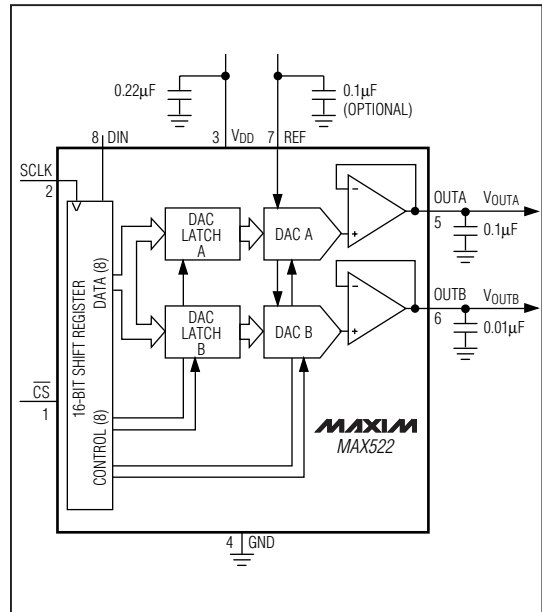 0.22µF
0.1µF
(OPTIONAL)
8 DIN
3 VDD
7 REF
SCLK
2
16-BIT SHIFT REGISTER
DATA (8)
CONTROL (8)
DAC
LATCH
A
DAC A
DAC
LATCH
B
DAC B
−
+
OUTA
5
VOUTA
0.1µF
−
+
OUTB
6
VOUTB
0.01µF
CS
1
MAXIM
MAX522
4 GND